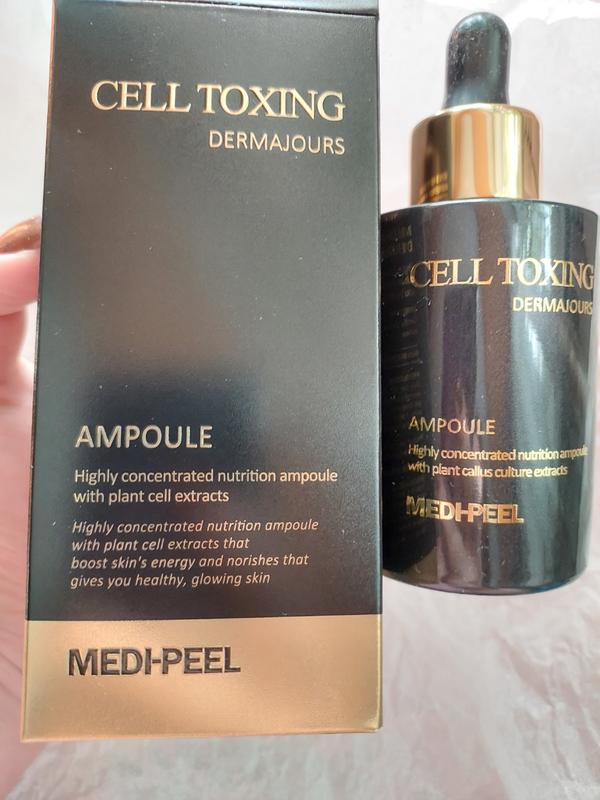 CELL TOXING
DERMAJOURS
AMPOULE
Highly concentrated nutrition ampoule
with plant cell extracts
Highly concentrated nutrition ampoule
with plant cell extracts that
boost skin's energy and norishes that
gives you healthy, glowing skin
MEDI-PEEL
CELL TOXING
DERMAJOURS
AMPOULE
Highly concentrated nutrition ampoule
with plant callus culture extracts
MEDI-PEEL